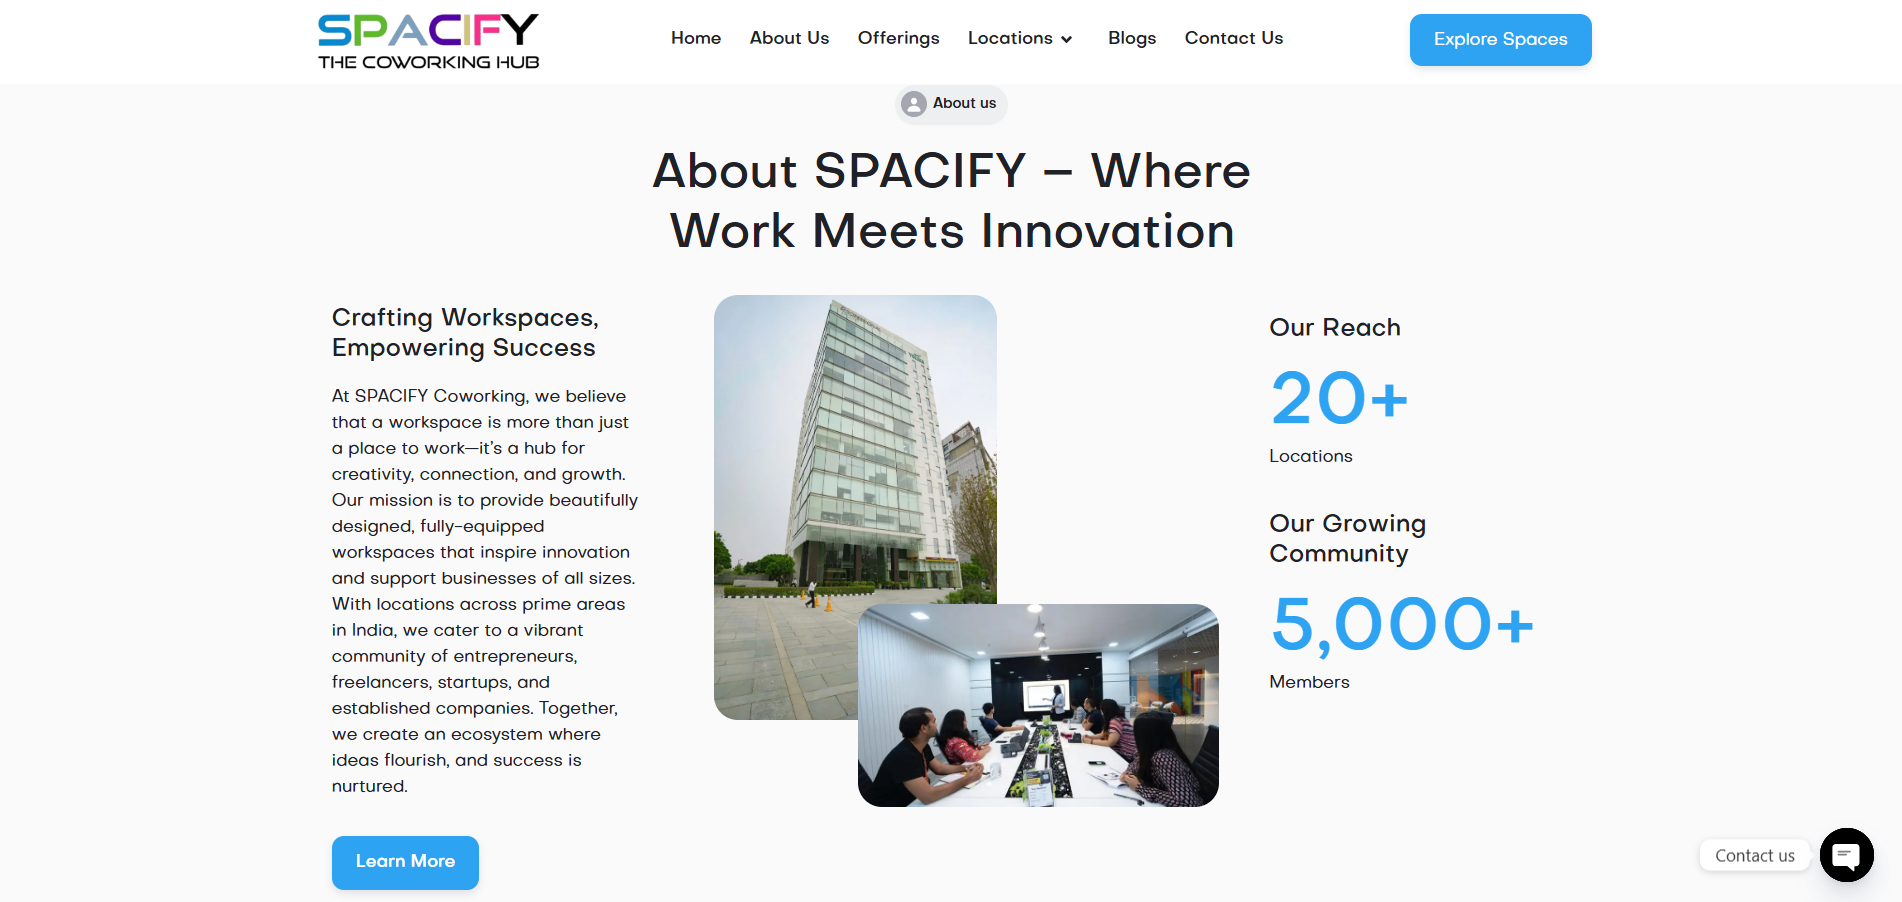 SPACIFY
THE COWORKING HUB
Home
About Us
Offerings
Locations
Blogs
Contact Us
Explore Spaces
About us
About SPACIFY – Where
Work Meets Innovation
Crafting Workspaces,
Empowering Success
At SPACIFY Coworking, we believe
that a workspace is more than just
a place to work—it’s a hub for
creativity, connection, and growth.
Our mission is to provide beautifully
designed, fully-equipped
workspaces that inspire innovation
and support businesses of all sizes.
With locations across prime areas
in India, we cater to a vibrant
community of entrepreneurs,
freelancers, startups, and
established companies. Together,
we create an ecosystem where
ideas flourish, and success is
nurtured.
Learn More
Our Reach
20+
Locations
Our Growing
Community
5,000+
Members
Contact us